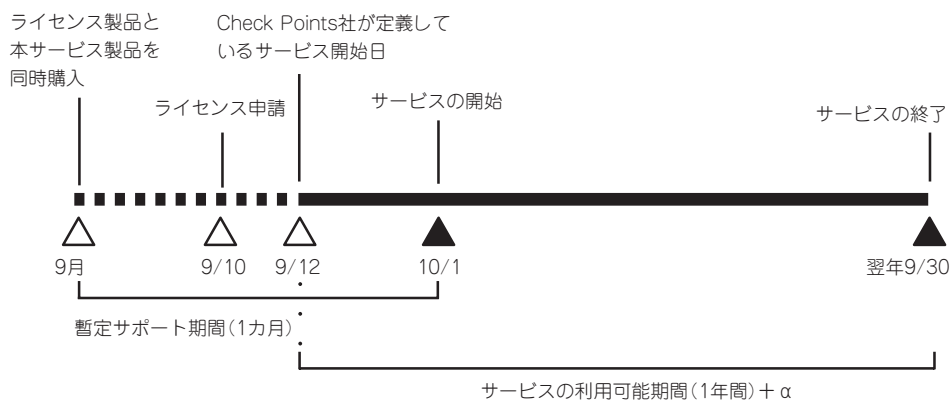 ライセンス製品と
本サービス製品を
同時購入
Check Points社が定義して
いるサービス開始日
ライセンス申請
サービスの開始
サービスの終了
9月
9/10
9/12
10/1
翌年9/30
暫定サポート期間(1カ月)
サービスの利用可能期間(1年間)+α